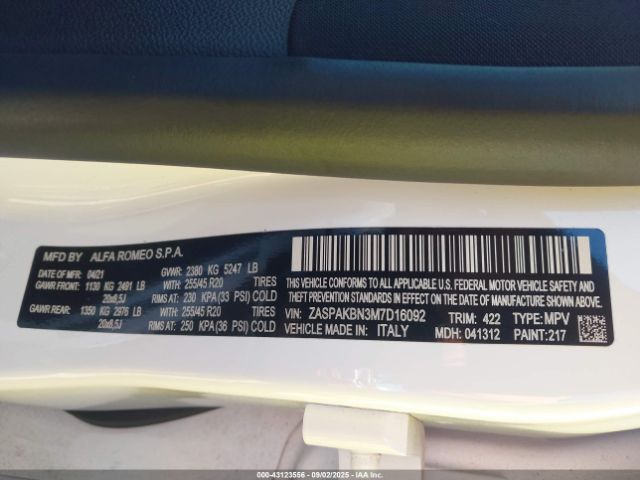 MFD BY ALFA ROMEO S.P.A.
DATE OF MFR 04/21 GVWR: 2380 KG 5247 LB
GAWR FRONT: 1130 KG 2491 LB WITH: 255/45 R20 TIRES
20x8,5J RIMS AT: 230 KPA (33 PSI) COLD
GAWR REAR: 1350 KG 2976 LB WITH: 255/45 R20 TIRES
20x8,5J RIMS AT: 250 KPA (36 PSI) COLD
THIS VEHICLE CONFORMS TO ALL APPLICABLE U.S. FEDERAL MOTOR VEHICLE SAFETY AND
THEFT PREVENTION STANDARDS IN EFFECT ON THE DATE OF MANUFACTURE SHOWN ABOVE.
VIN: ZASPAKBN3M7D16092 TRIM: 422 TYPE: MPV
VEHICLE MADE IN: ITALY MDH: 041312 PAINT: 217
000-43123556 (09/02/2025) IAAI.COM